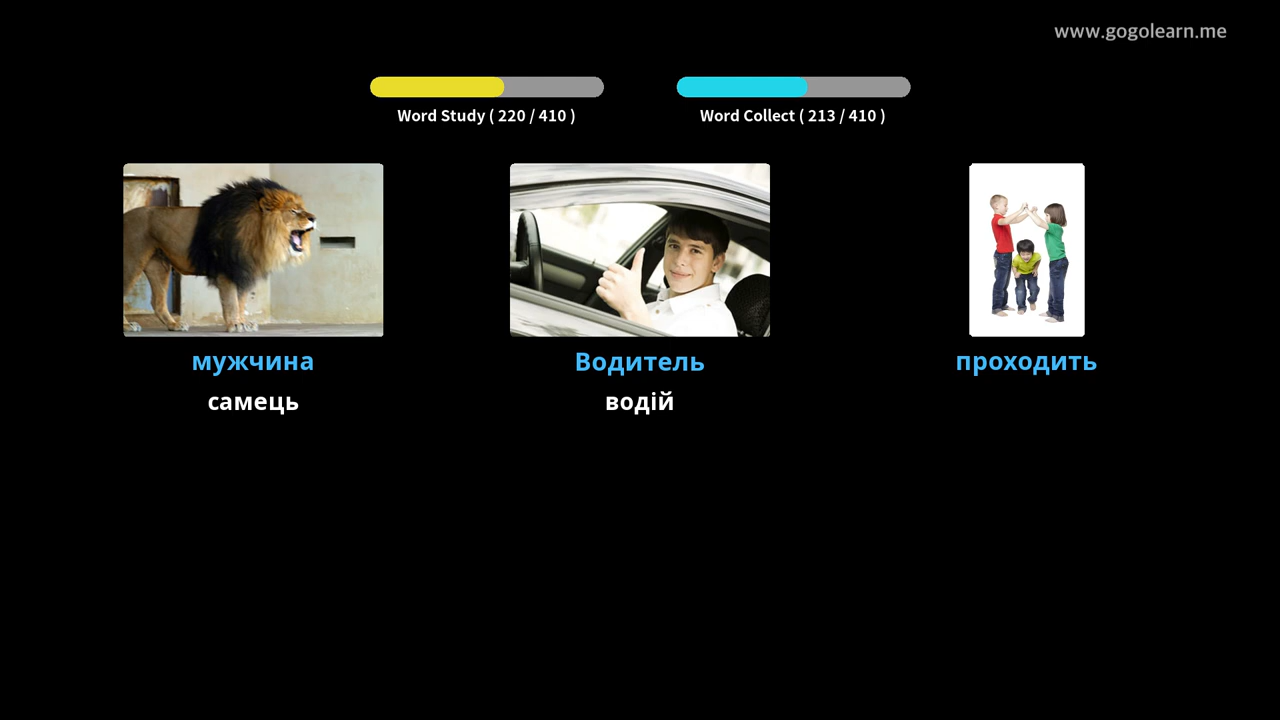 www.gogolearn.me
Word Study ( 220 / 410 )
Word Collect ( 213 / 410 )
мужчина
Водитель
проходить
самець
водій